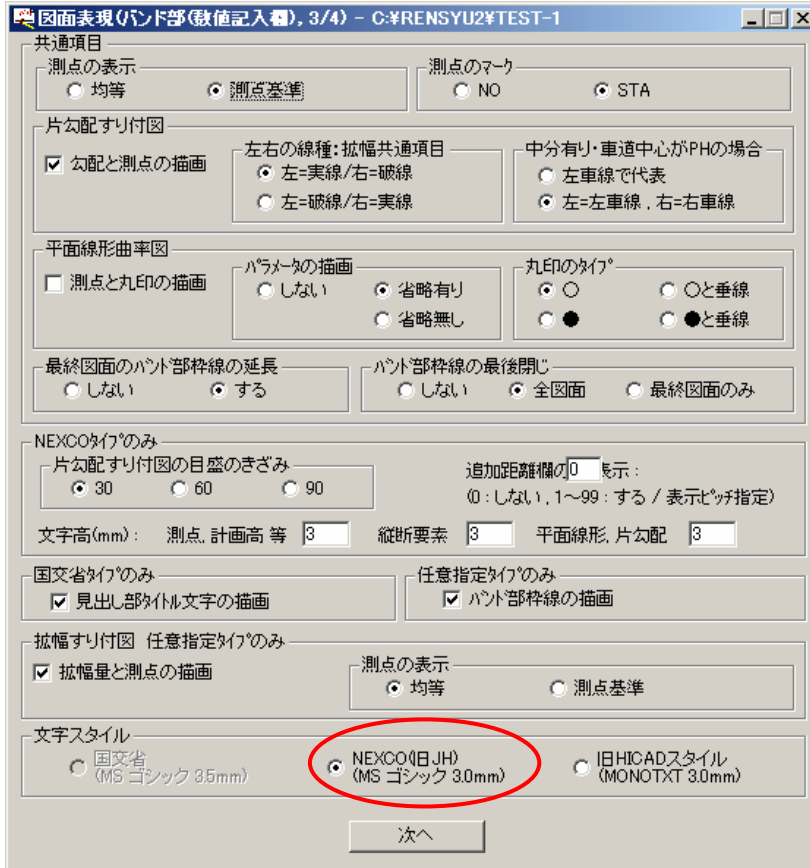 図面表現(バンド部(数値記入欄), 3/4) - C:¥RENSYU2¥TEST-1
共通項目
測点の表示
均等 測点基準
測点のマーク
NO STA
片勾配すり付図
勾配と測点の描画
左右の線種:拡幅共通項目
左=実線/右=破線
左=破線/右=実線
中分有り・車道中心がPHの場合
左車線で代表
左=左車線, 右=右車線
平面線形曲率図
測点と丸印の描画
パラメータの描画
しない 省略有り
省略無し
丸印のタイプ
○ ○と垂線
● ●と垂線
最終図面のバンド部枠線の延長
しない する
バンド部枠線の最後閉じ
しない 全図面 最終図面のみ
NEXCOタイプのみ
片勾配すり付図の目盛のきざみ
30 60 90
追加距離欄の 0 表示:
(0:しない, 1~99:する / 表示ピッチ指定)
文字高(mm): 測点, 計画高 等 3 縦断要素 3 平面線形, 片勾配 3
国交省タイプのみ
見出し部タイトル文字の描画
任意指定タイプのみ
バンド部枠線の描画
拡幅すり付図 任意指定タイプのみ
拡幅量と測点の描画
測点の表示
均等 測点基準
文字スタイル
国交省
(MS ゴシック 3.5mm)
NEXCO(旧JH)
(MS ゴシック 3.0mm)
旧HICADスタイル
(MONOTXT 3.0mm)
次へ